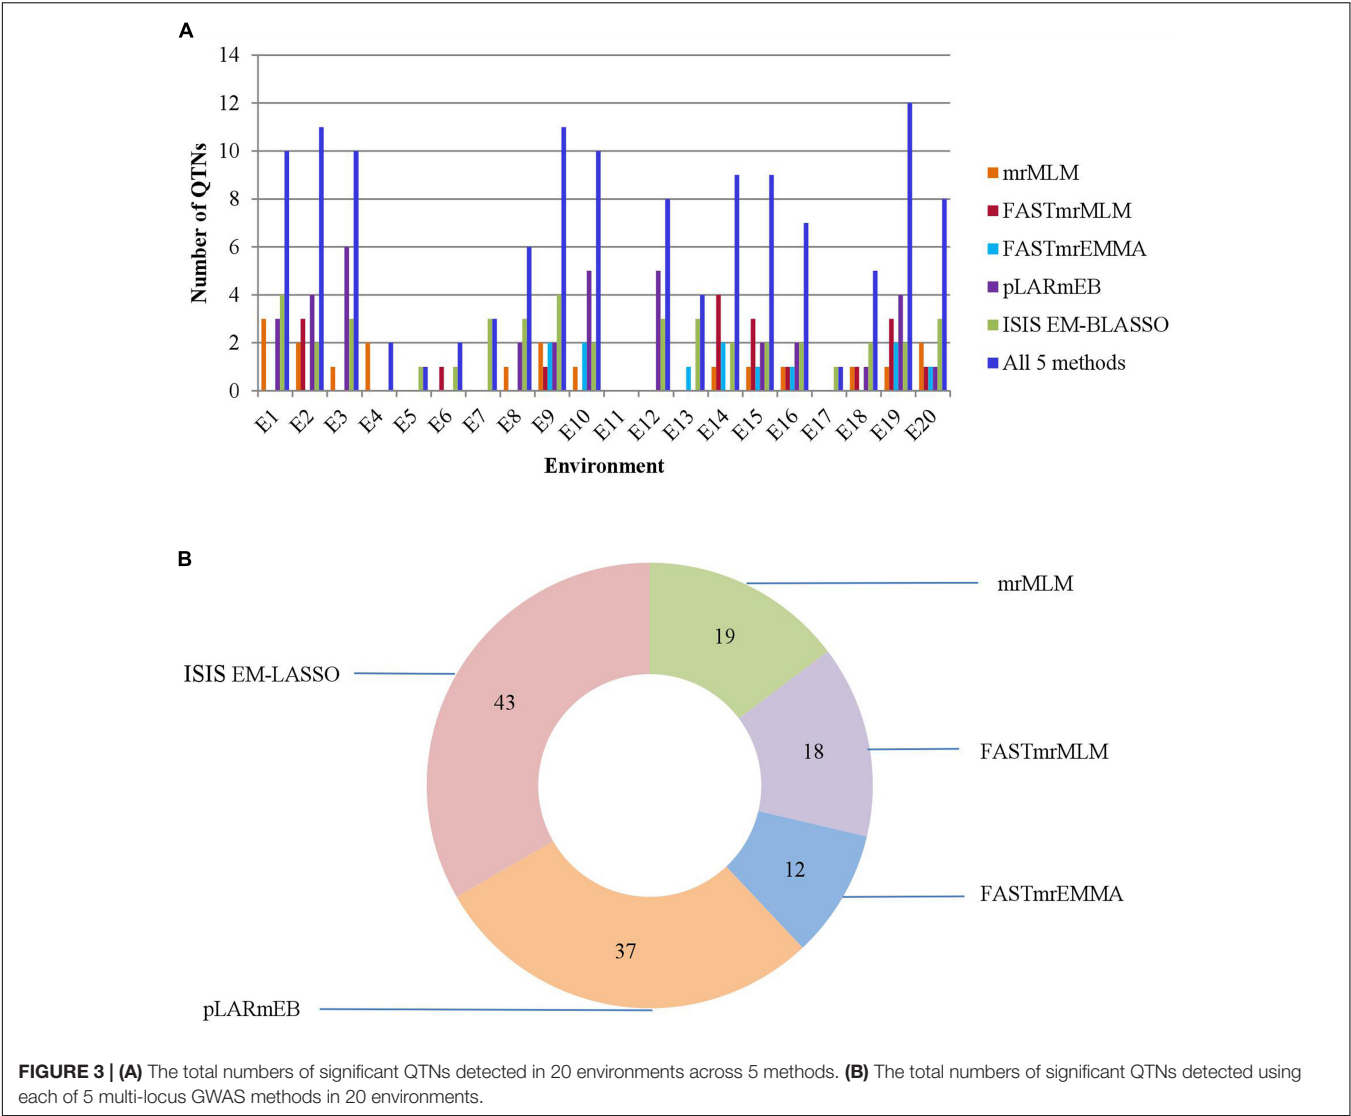 A
14
12
10
8
6
4
2
0
Number of QTNs
E1 E2 E3 E4 E5 E6 E7 E8 E9 E10 E11 E12 E13 E14 E15 E16 E17 E18 E19 E20
Environment
mrMLM
FASTmrMLM
FASTmrEMMA
pLARmEB
ISIS EM-BLASSO
All 5 methods
B
mrMLM
19
ISIS EM-LASSO
43
FASTmrMLM
18
12
FASTmrEMMA
37
pLARmEB
FIGURE 3 | (A) The total numbers of significant QTNs detected in 20 environments across 5 methods. (B) The total numbers of significant QTNs detected using
each of 5 multi-locus GWAS methods in 20 environments.